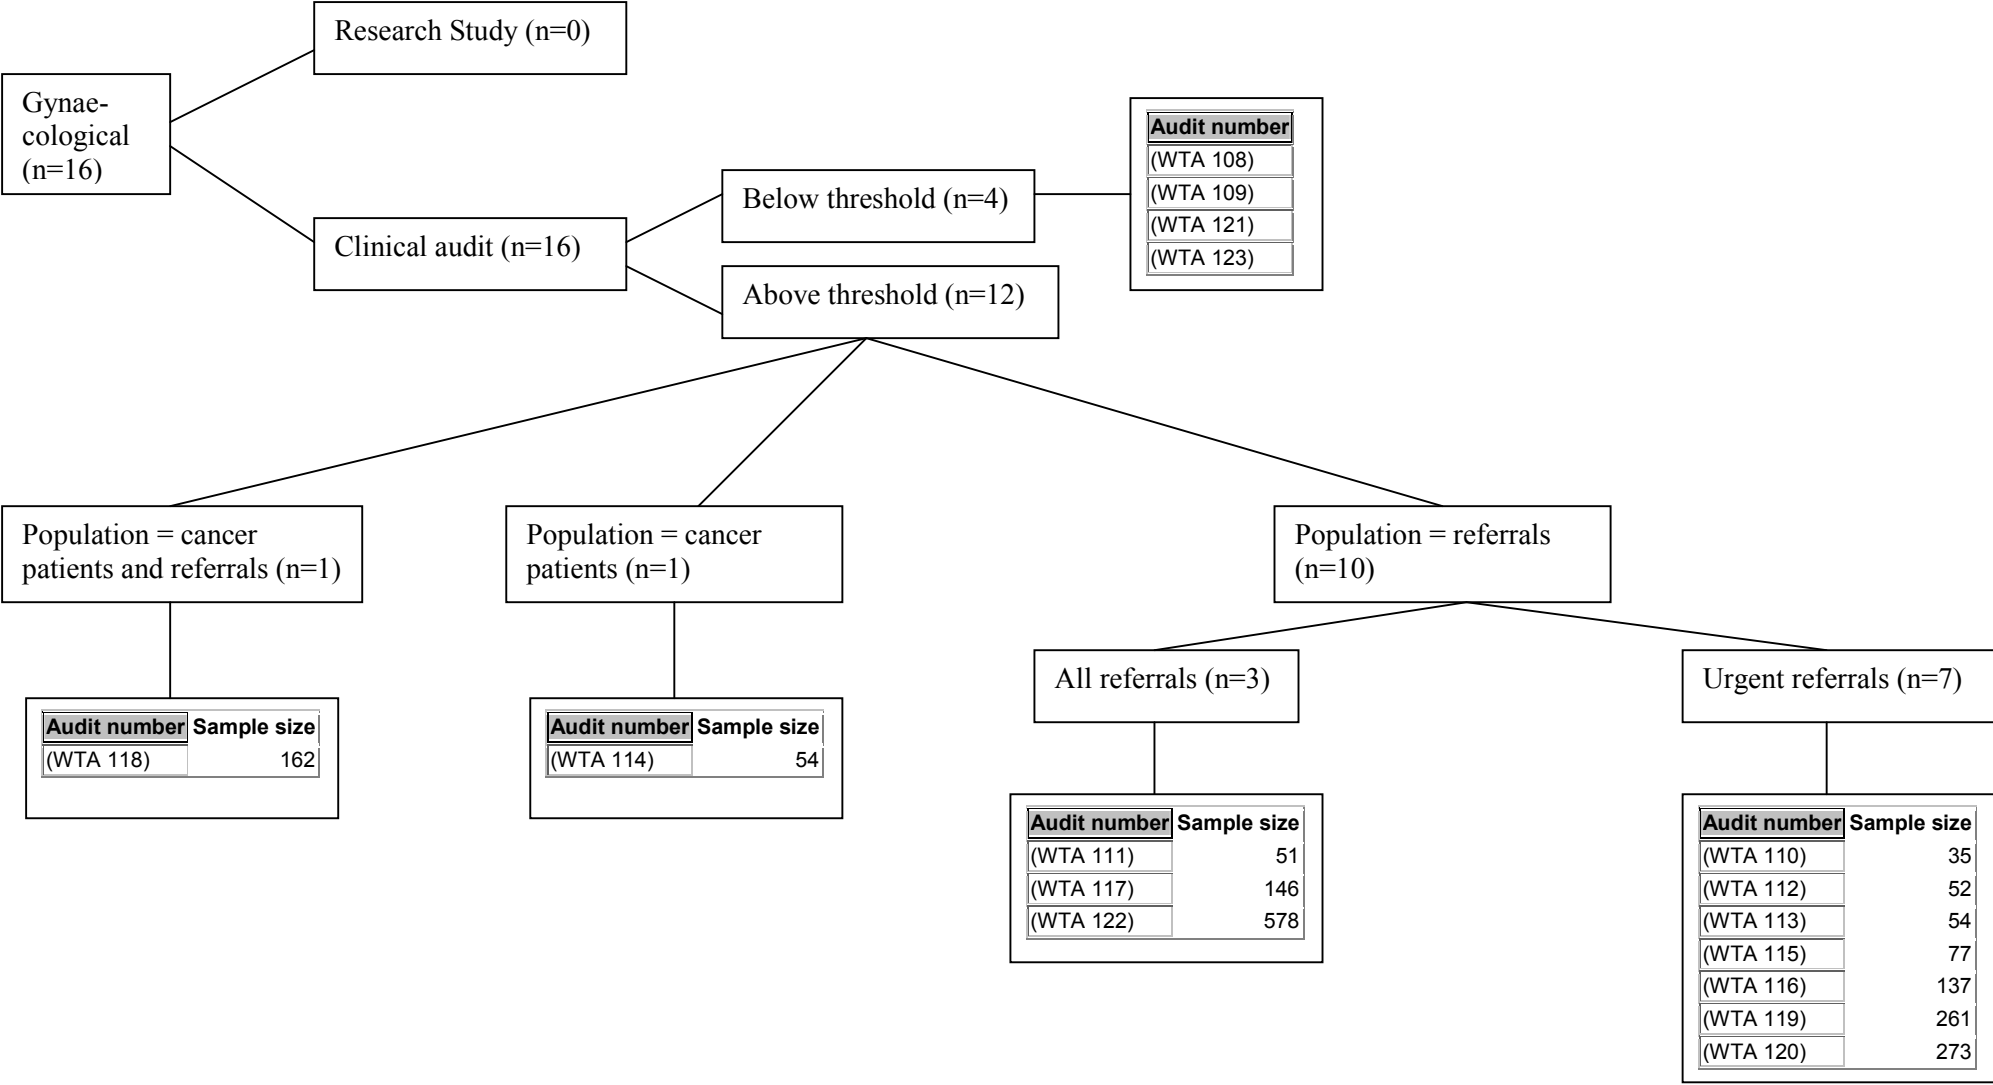 Research Study (n=0)
Gynae-
cological
(n=16)
Clinical audit (n=16)
Below threshold (n=4)
Above threshold (n=12)
Audit number
(WTA 108)
(WTA 109)
(WTA 121)
(WTA 123)
Population = cancer
patients and referrals (n=1)
Population = cancer
patients (n=1)
Population = referrals
(n=10)
All referrals (n=3)
Urgent referrals (n=7)
Audit number Sample size
(WTA 118) 162
Audit number Sample size
(WTA 114) 54
Audit number Sample size
(WTA 111) 51
(WTA 117) 146
(WTA 122) 578
Audit number Sample size
(WTA 110) 35
(WTA 112) 52
(WTA 113) 54
(WTA 115) 77
(WTA 116) 137
(WTA 119) 261
(WTA 120) 273